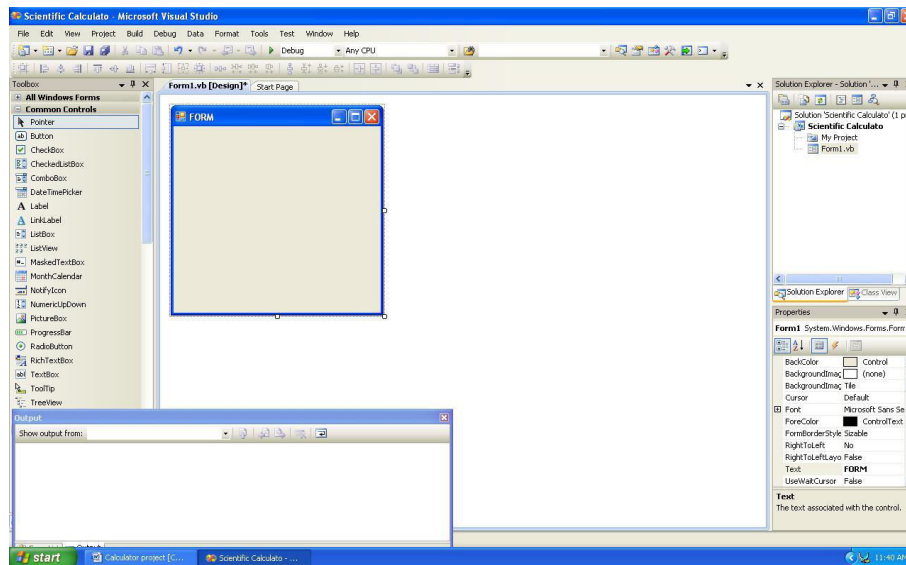 Scientific Calculato - Microsoft Visual Studio
File Edit View Project Build Debug Data Format Tools Test Window Help
Debug Any CPU
Toolbox
All Windows Forms
Common Controls
Pointer
Button
CheckBox
CheckedListBox
ComboBox
DateTimePicker
A Label
A LinkLabel
ListBox
ListView
MaskedTextBox
MonthCalendar
NotifyIcon
NumericUpDown
PictureBox
ProgressBar
RadioButton
RichTextBox
abl TextBox
ToolTip
TreeView
Form1.vb [Design]* Start Page
FORM
Output
Show output from:
Solution Explorer - Solution '...
Solution 'Scientific Calculato' (1 p
Scientific Calculato
My Project
Form1.vb
Solution Explorer Class View
Properties
Form1 System.Windows.Forms.Form
BackColor Control
BackgroundImag (none)
BackgroundImag Tile
Cursor Default
Font Microsoft Sans Se
ForeColor ControlText
FormBorderStyle Sizable
RightToLeft No
RightToLeftLayo False
Text FORM
UseWaitCursor False
Text
The text associated with the control.
start Calculator project [C... Scientific Calculato - ... 11:40 AM